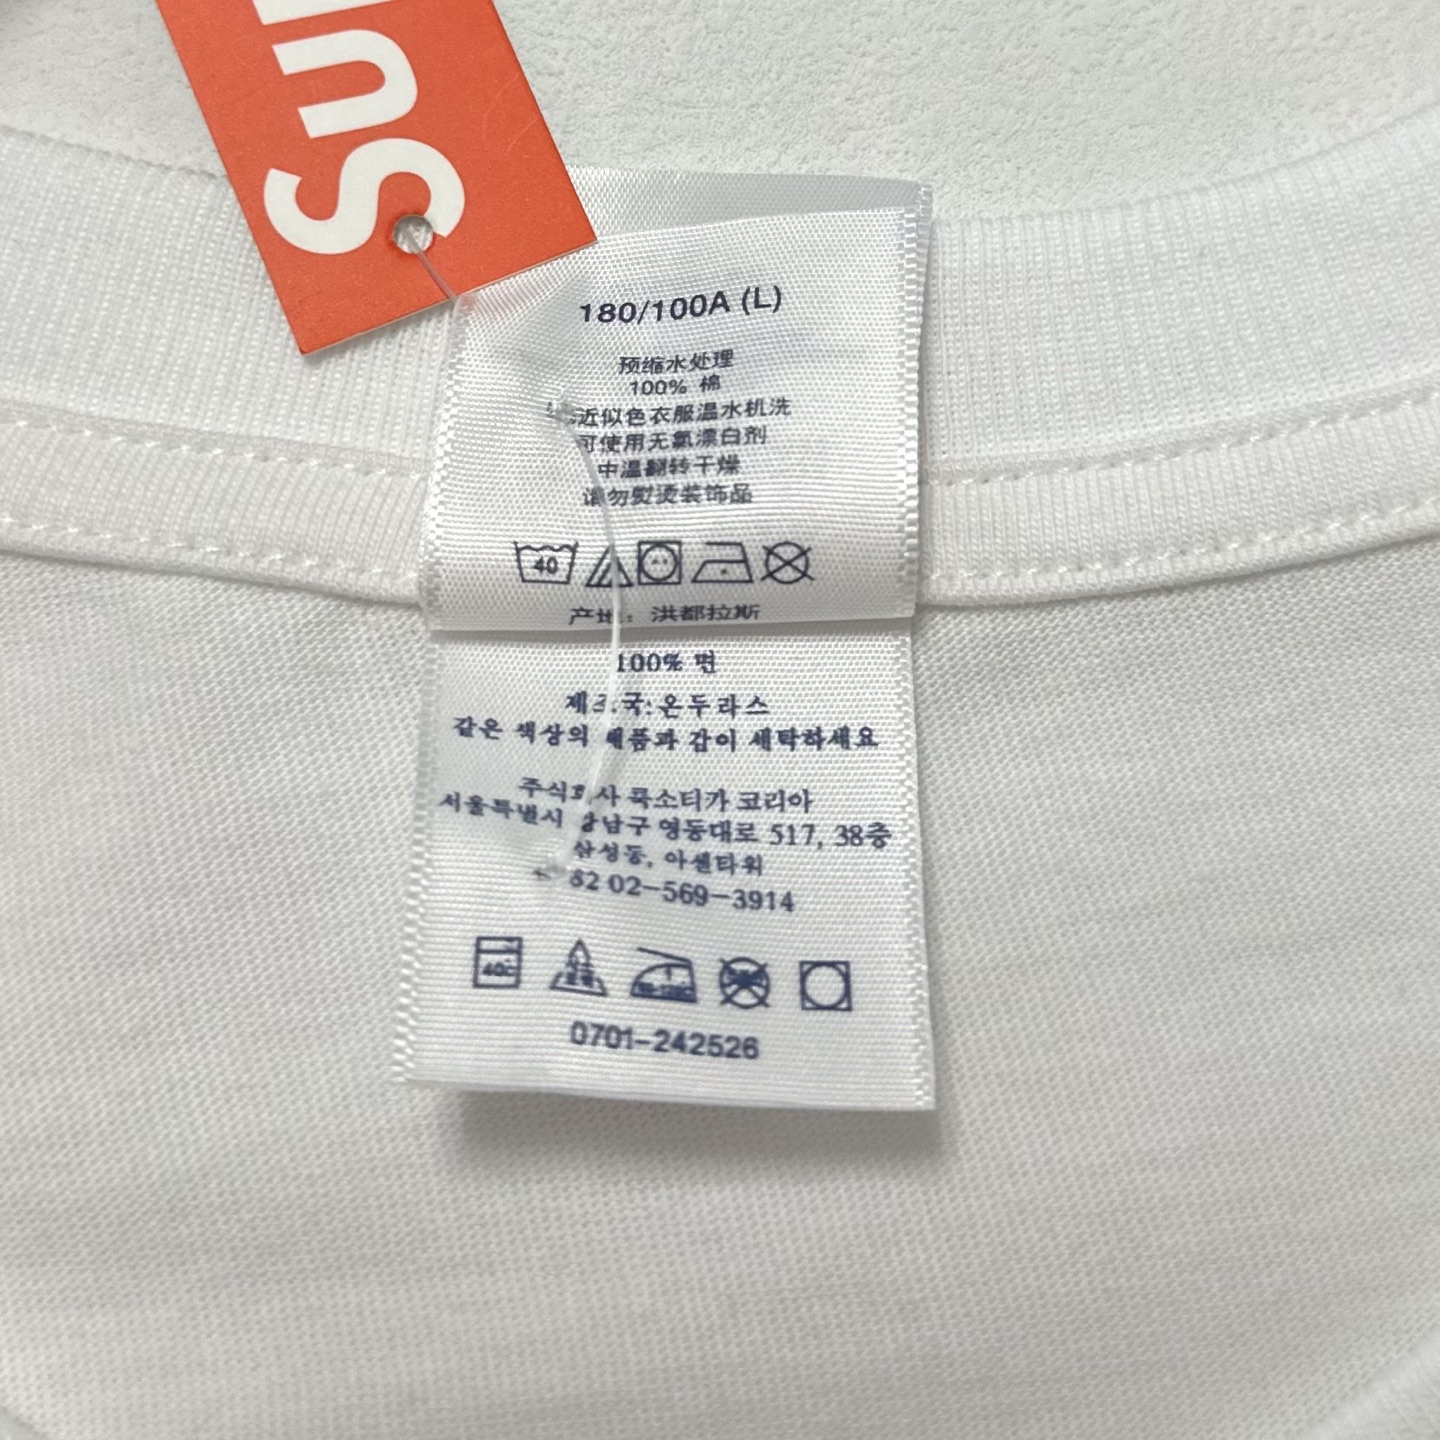 Su
180/100A (L)
预缩水处理
100% 棉
近似色衣服温水机洗
可使用无氯漂白剂
中温翻转干燥
请勿熨烫装饰品
40
产地: 洪都拉斯
100% 면
제조국:온두라스
같은 색상의 제품과 같이 세탁하세요
주식회사 룩소티카 코리아
서울특별시 강남구 영동대로 517, 38층
삼성동, 아셈타워
82 02-569-3914
0701-242526